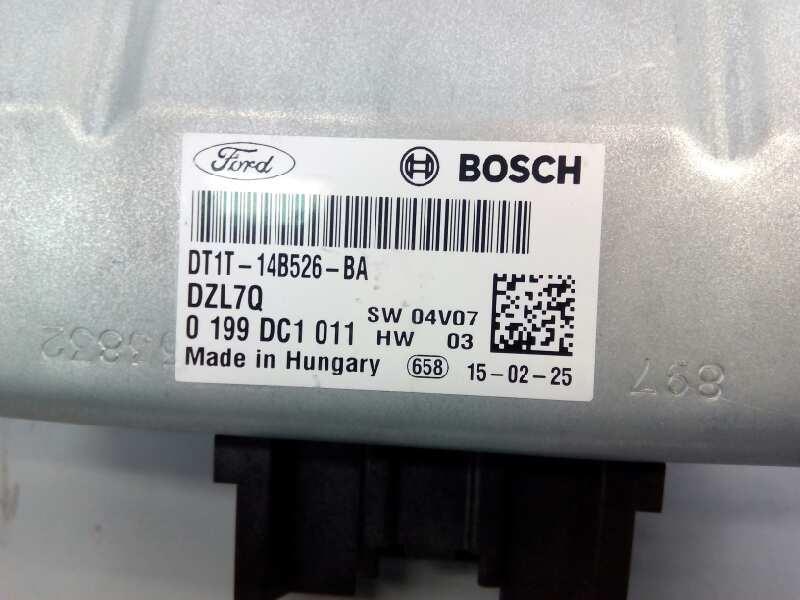 Ford BOSCH
DT1T-14B526-BA
DZL7Q
SW 04V07
0 199 DC1 011 HW 03
Made in Hungary 658 15-02-25
897